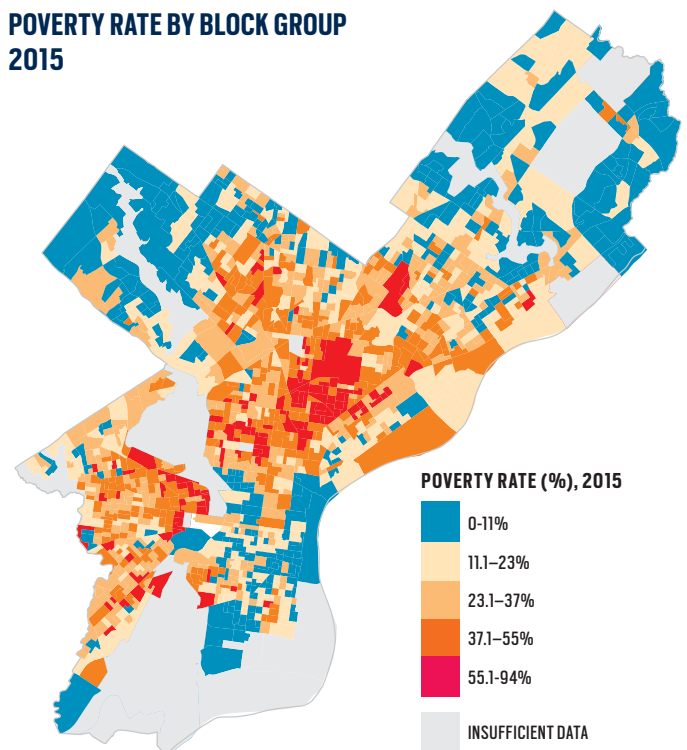 POVERTY RATE BY BLOCK GROUP
2015
POVERTY RATE (%), 2015
0-11%
11.1–23%
23.1–37%
37.1–55%
55.1-94%
INSUFFICIENT DATA